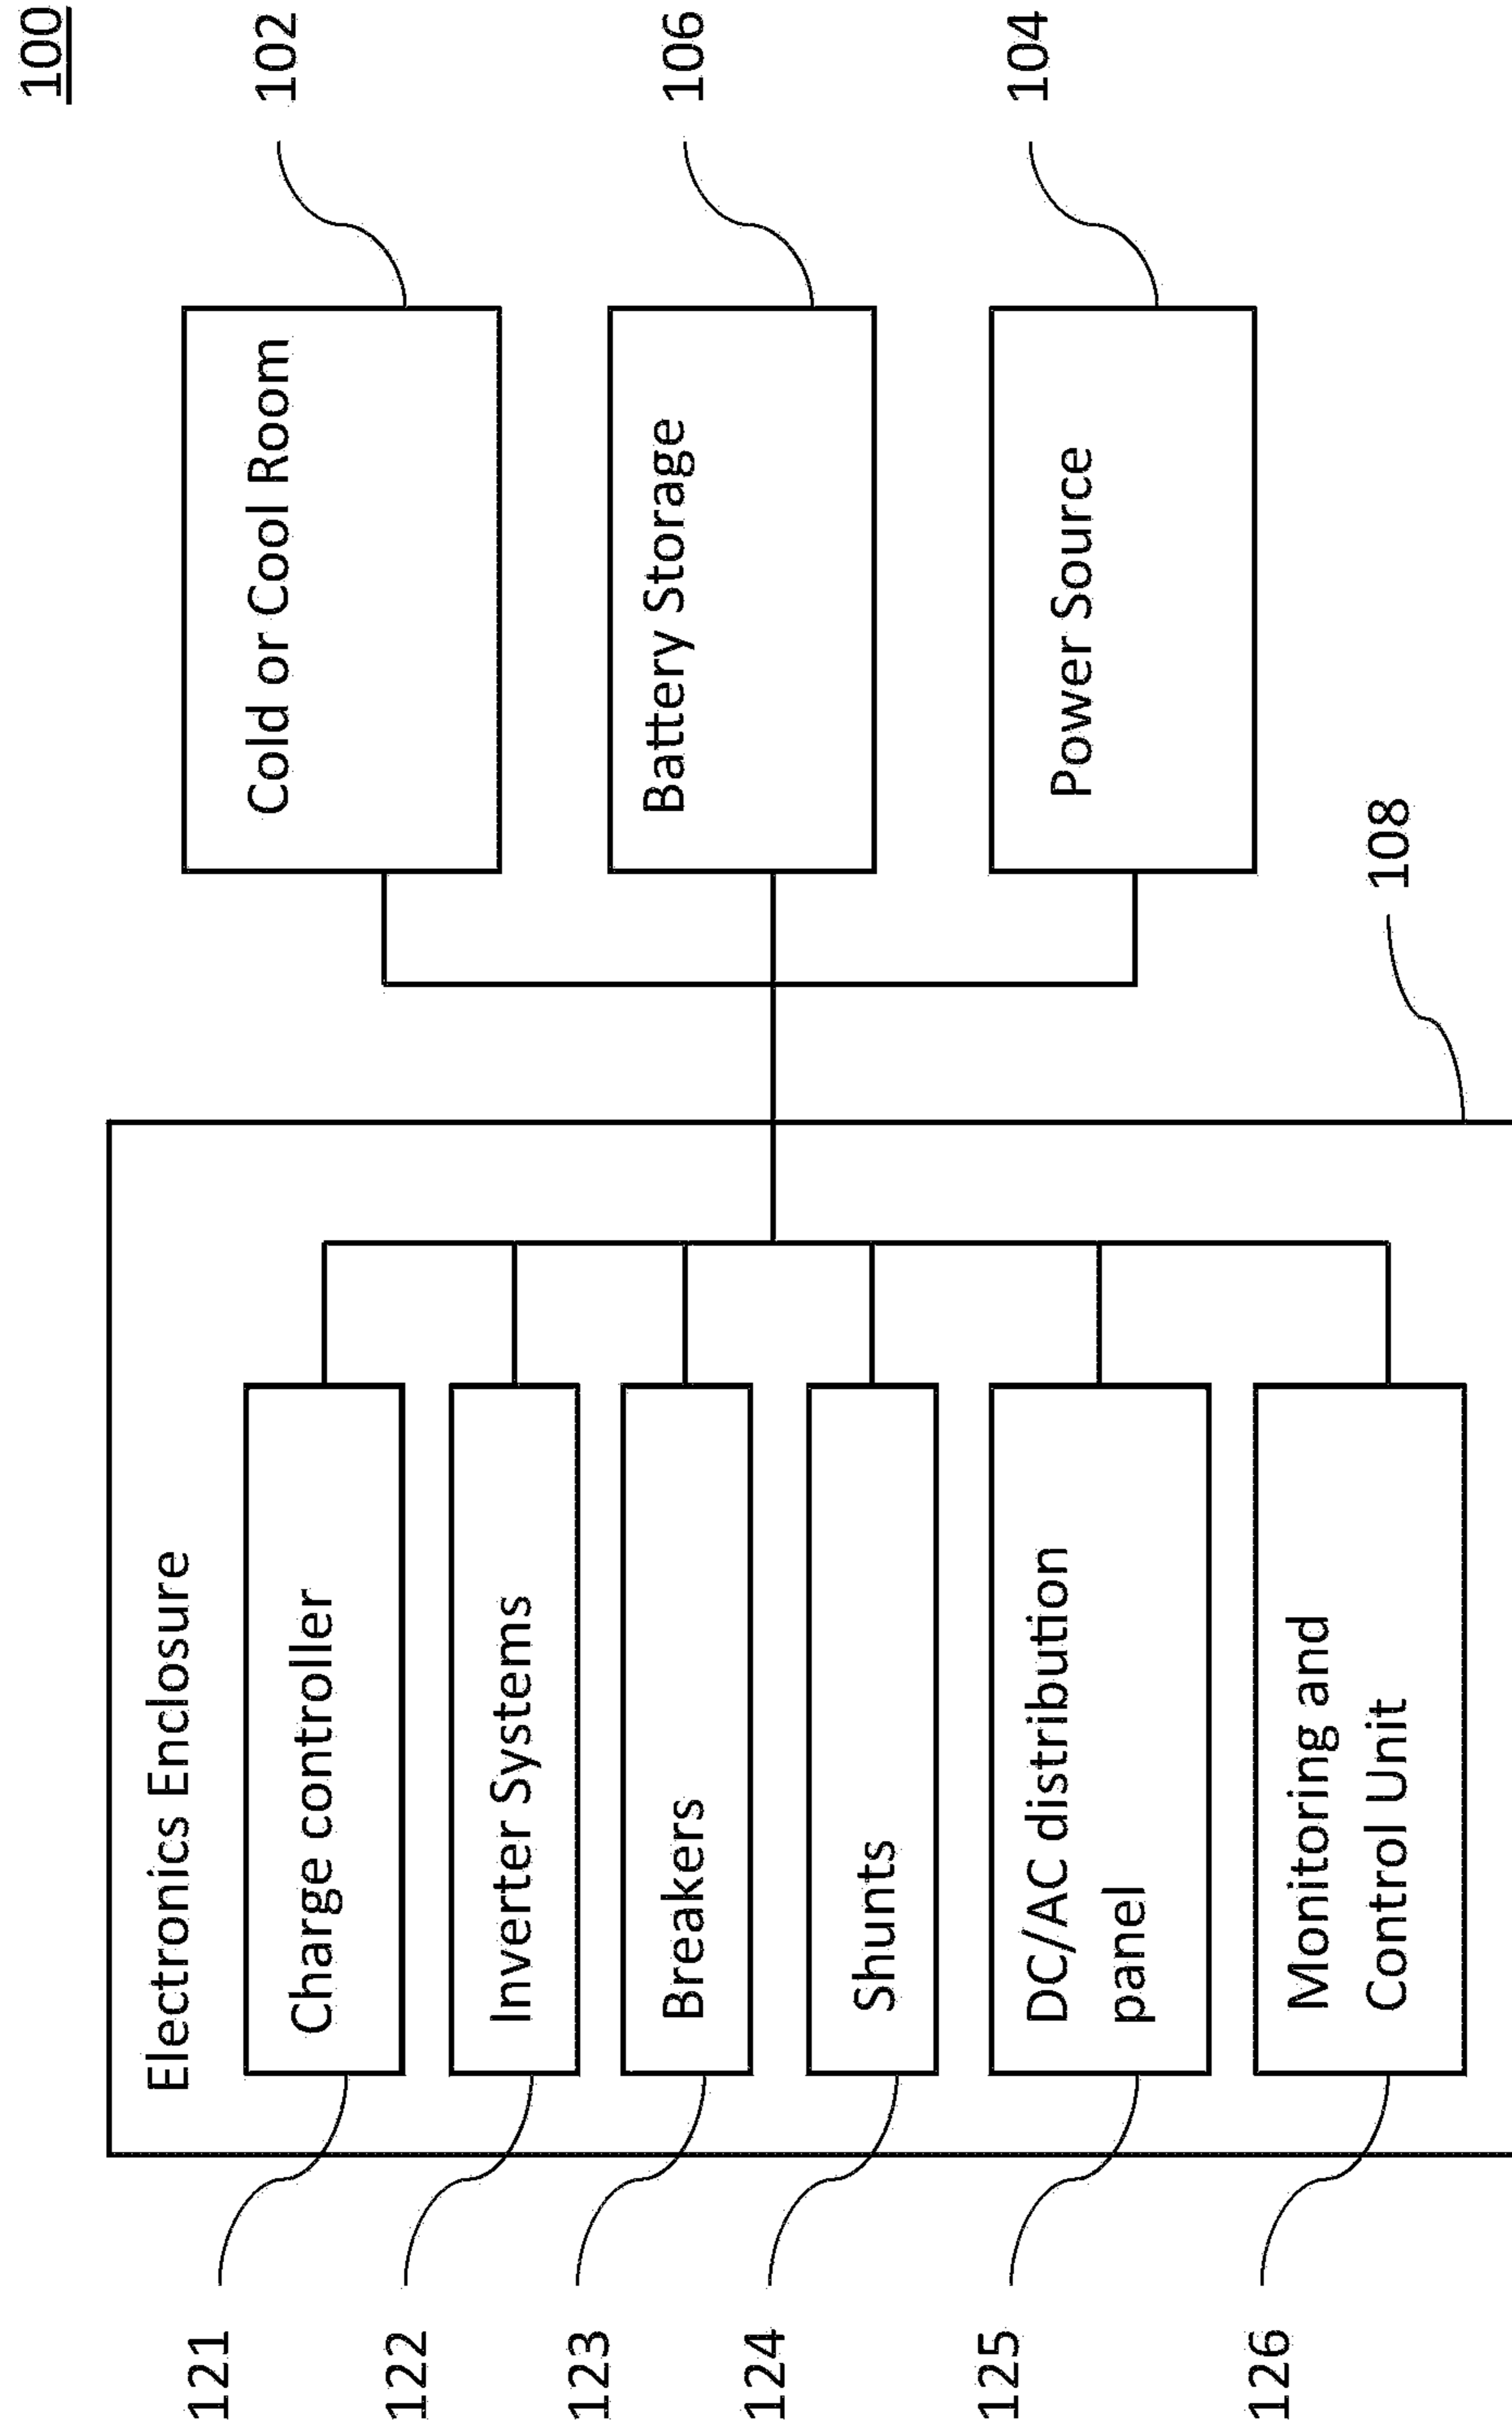 100
Electronics Enclosure
121
Charge controller
122
Inverter Systems
123
Breakers
124
Shunts
125
DC/AC distribution
panel
126
Monitoring and
Control Unit
108
Cold or Cool Room
102
Battery Storage
106
Power Source
104